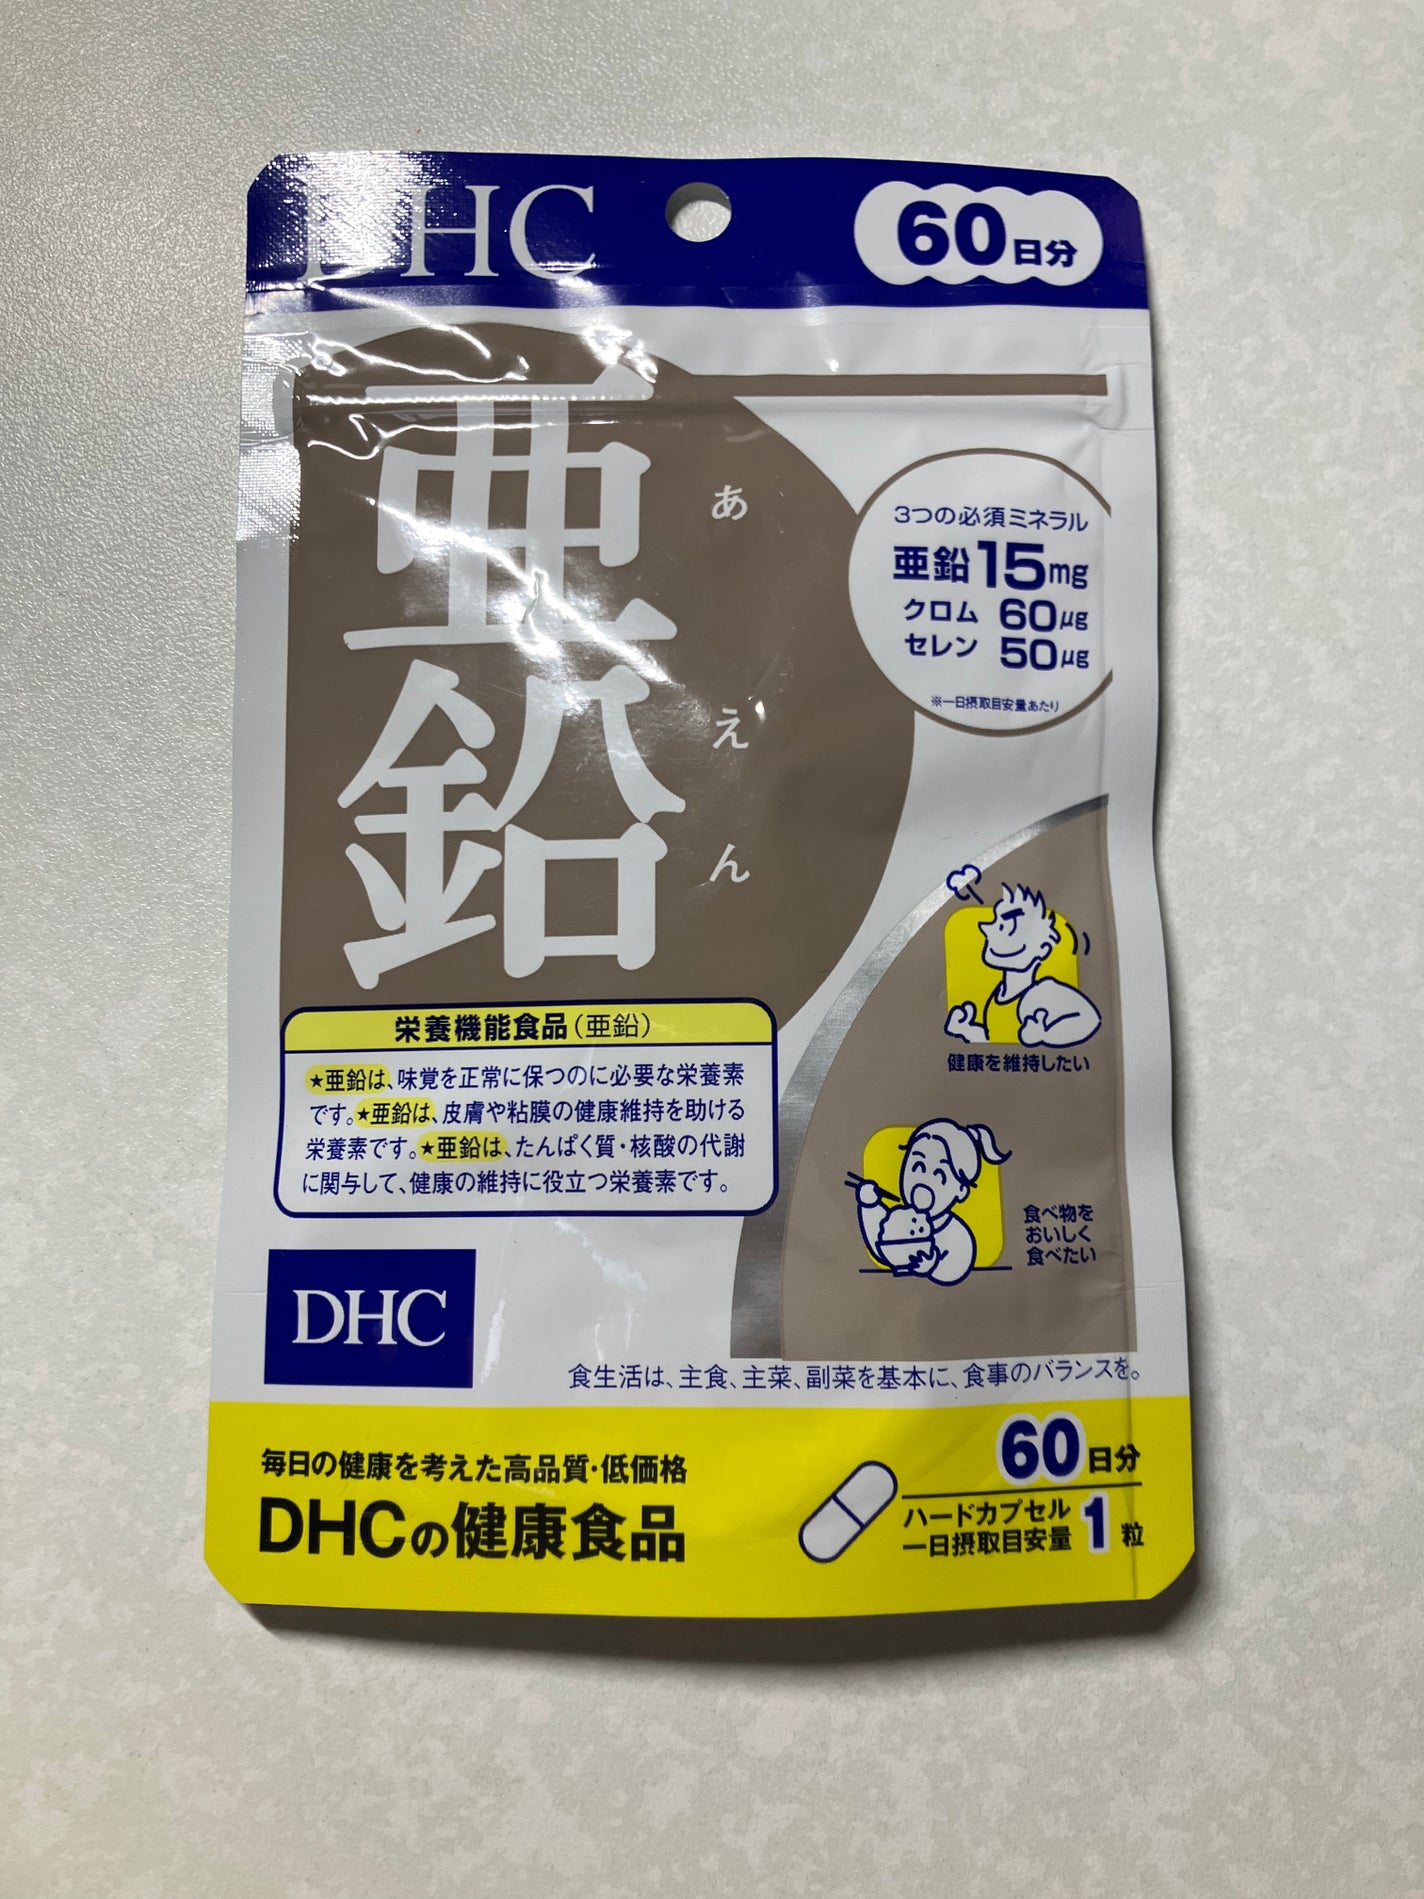 DHC
60日分
亜鉛
あえん
3つの必須ミネラル
亜鉛15mg
クロム 60μg
セレン 50μg
※一日摂取目安量あたり
健康を維持したい
栄養機能食品(亜鉛)
★亜鉛は、味覚を正常に保つのに必要な栄養素
です。★亜鉛は、皮膚や粘膜の健康維持を助ける
栄養素です。★亜鉛は、たんぱく質・核酸の代謝
に関与して、健康の維持に役立つ栄養素です。
食べ物を
おいしく
食べたい
DHC
食生活は、主食、主菜、副菜を基本に、食事のバランスを。
毎日の健康を考えた高品質・低価格
DHCの健康食品
60日分
ハードカプセル
一日摂取目安量 1粒